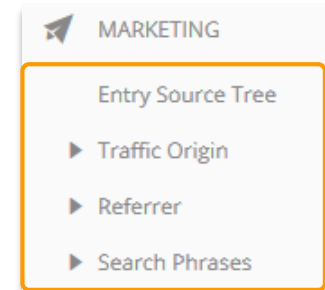 MARKETING
Entry Source Tree
Traffic Origin
Referrer
Search Phrases